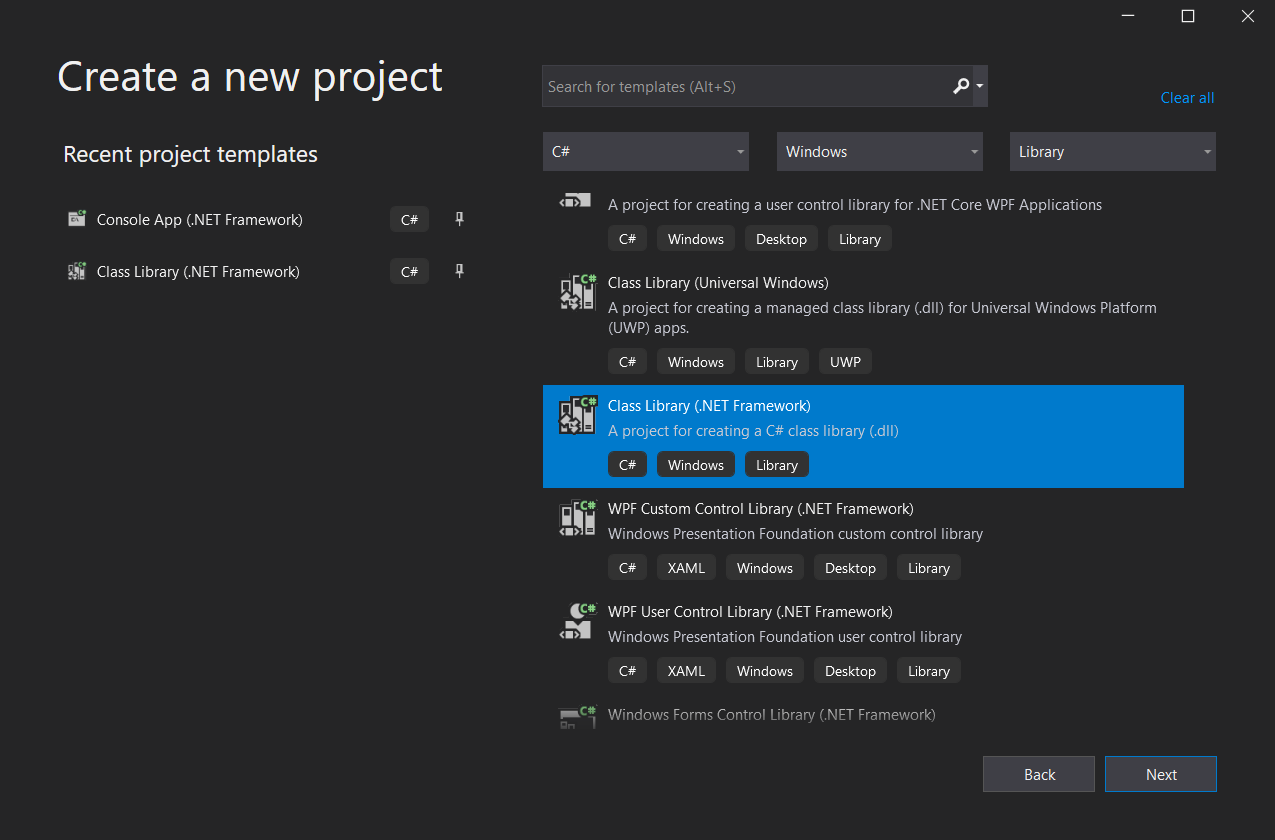 Create a new project
Search for templates (Alt+S)
Clear all
Recent project templates
C#
Windows
Library
Console App (.NET Framework)
C#
Class Library (.NET Framework)
C#
A project for creating a user control library for .NET Core WPF Applications
C# Windows Desktop Library
C#
Class Library (Universal Windows)
A project for creating a managed class library (.dll) for Universal Windows Platform
(UWP) apps.
C# Windows Library UWP
C#
Class Library (.NET Framework)
A project for creating a C# class library (.dll)
C# Windows Library
C#
WPF Custom Control Library (.NET Framework)
Windows Presentation Foundation custom control library
C# XAML Windows Desktop Library
C#
WPF User Control Library (.NET Framework)
Windows Presentation Foundation user control library
C# XAML Windows Desktop Library
C#
Windows Forms Control Library (.NET Framework)
Back
Next